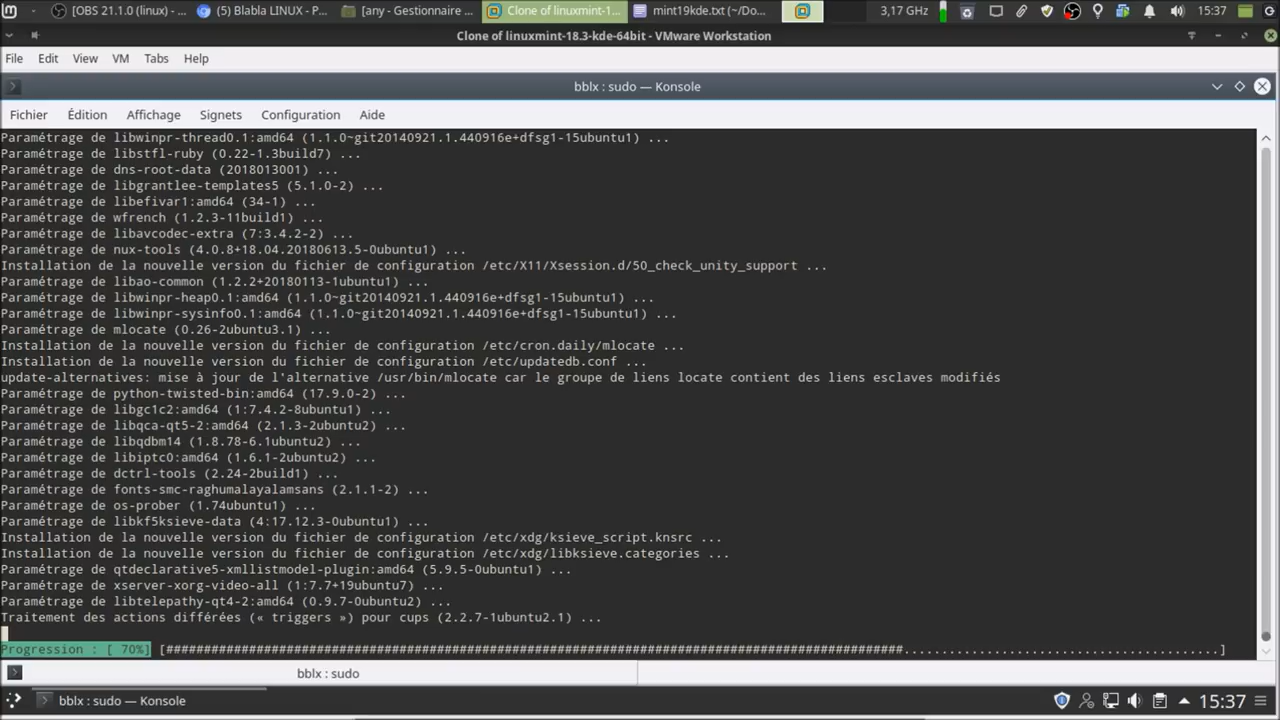 [OBS 21.1.0 (linux) - ...
(5) Blabla LINUX - P...
[any - Gestionnaire ...
Clone of linuxmint-1...
mint19kde.txt (~/Do...
3,17 GHz
15:37
Clone of linuxmint-18.3-kde-64bit - VMware Workstation
File Edit View VM Tabs Help
bblx : sudo — Konsole
Fichier Édition Affichage Signets Configuration Aide
Paramétrage de libwinpr-thread0.1:amd64 (1.1.0~git20140921.1.440916e+dfsg1-15ubuntu1) ...
Paramétrage de libstfl-ruby (0.22-1.3build7) ...
Paramétrage de dns-root-data (2018013001) ...
Paramétrage de libgrantlee-templates5 (5.1.0-2) ...
Paramétrage de libefivar1:amd64 (34-1) ...
Paramétrage de wfrench (1.2.3-11build1) ...
Paramétrage de libavcodec-extra (7:3.4.2-2) ...
Paramétrage de nux-tools (4.0.8+18.04.20180613.5-0ubuntu1) ...
Installation de la nouvelle version du fichier de configuration /etc/X11/Xsession.d/50_check_unity_support ...
Paramétrage de libao-common (1.2.2+20180113-1ubuntu1) ...
Paramétrage de libwinpr-heap0.1:amd64 (1.1.0~git20140921.1.440916e+dfsg1-15ubuntu1) ...
Paramétrage de libwinpr-sysinfo0.1:amd64 (1.1.0~git20140921.1.440916e+dfsg1-15ubuntu1) ...
Paramétrage de mlocate (0.26-2ubuntu3.1) ...
Installation de la nouvelle version du fichier de configuration /etc/cron.daily/mlocate ...
Installation de la nouvelle version du fichier de configuration /etc/updatedb.conf ...
update-alternatives: mise à jour de l'alternative /usr/bin/mlocate car le groupe de liens locate contient des liens esclaves modifiés
Paramétrage de python-twisted-bin:amd64 (17.9.0-2) ...
Paramétrage de libgc1c2:amd64 (1:7.4.2-8ubuntu1) ...
Paramétrage de libqca-qt5-2:amd64 (2.1.3-2ubuntu2) ...
Paramétrage de libqdbm14 (1.8.78-6.1ubuntu2) ...
Paramétrage de libiptc0:amd64 (1.6.1-2ubuntu2) ...
Paramétrage de dctrl-tools (2.24-2build1) ...
Paramétrage de fonts-smc-raghumalayalamsans (2.1.1-2) ...
Paramétrage de os-prober (1.74ubuntu1) ...
Paramétrage de libkf5ksieve-data (4:17.12.3-0ubuntu1) ...
Installation de la nouvelle version du fichier de configuration /etc/xdg/ksieve_script.knsrc ...
Installation de la nouvelle version du fichier de configuration /etc/xdg/libksieve.categories ...
Paramétrage de qtdeclarative5-xmllistmodel-plugin:amd64 (5.9.5-0ubuntu1) ...
Paramétrage de xserver-xorg-video-all (1:7.7+19ubuntu7) ...
Paramétrage de libtelepathy-qt4-2:amd64 (0.9.7-0ubuntu2) ...
Traitement des actions différées (« triggers ») pour cups (2.2.7-1ubuntu2.1) ...
Progression : [ 70%] [##################################################################################################..........................................]
bblx : sudo
bblx : sudo — Konsole
15:37